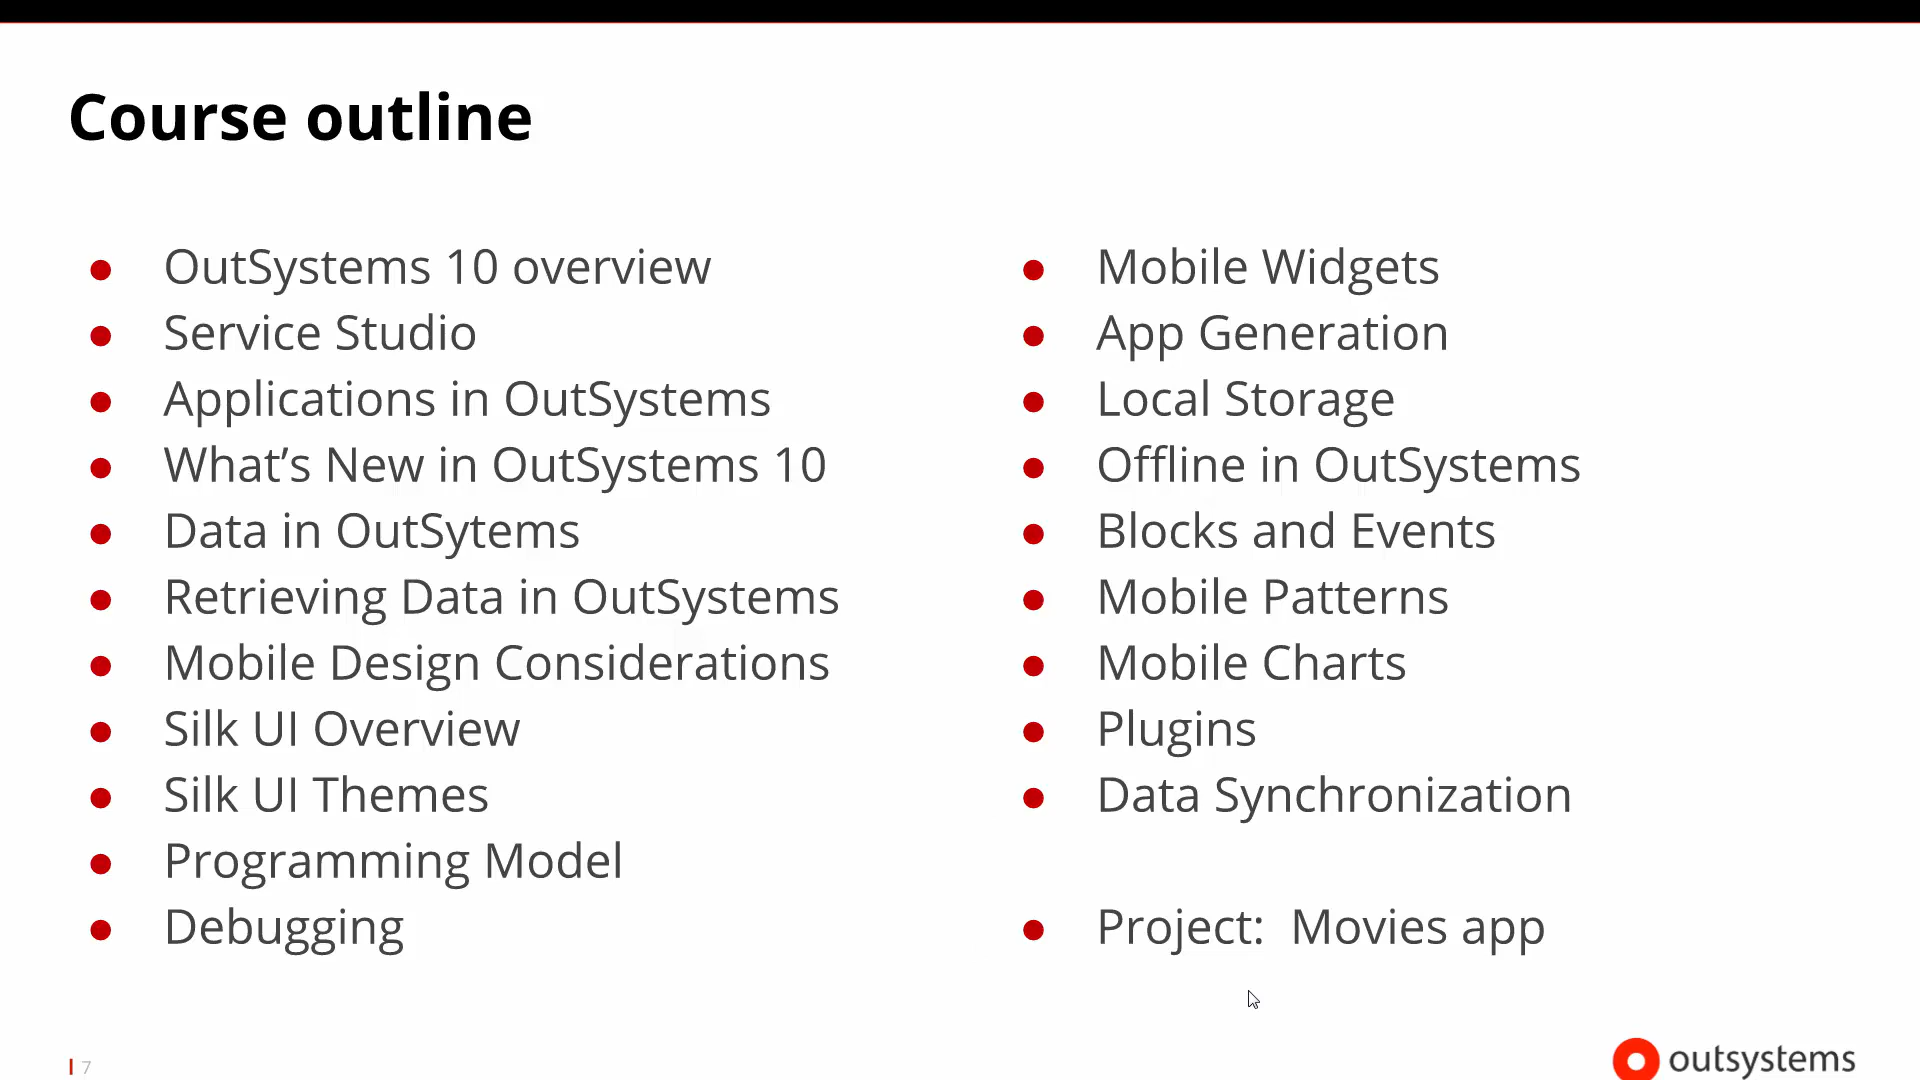 Course outline
● OutSystems 10 overview
● Service Studio
● Applications in OutSystems
● What’s New in OutSystems 10
● Data in OutSytems
● Retrieving Data in OutSystems
● Mobile Design Considerations
● Silk UI Overview
● Silk UI Themes
● Programming Model
● Debugging
● Mobile Widgets
● App Generation
● Local Storage
● Offline in OutSystems
● Blocks and Events
● Mobile Patterns
● Mobile Charts
● Plugins
● Data Synchronization
● Project:  Movies app
7
outsystems